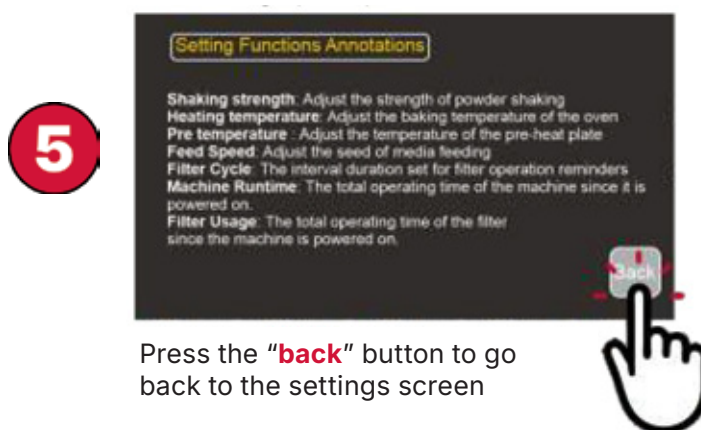 Setting Functions Annotations
Shaking strength: Adjust the strength of powder shaking
Heating temperature: Adjust the baking temperature of the oven
Pre temperature : Adjust the temperature of the pre-heat plate
5
Feed Speed: Adjust the seed of media feeding
Filter Cycle: The interval duration set for filter operation reminders
Machine Runtime: The total operating time of the machine since it is
powered on.
Filter Usage: The total operating time of the filter
since the machine is powered on.
Back
Press the “back” button to go
back to the settings screen